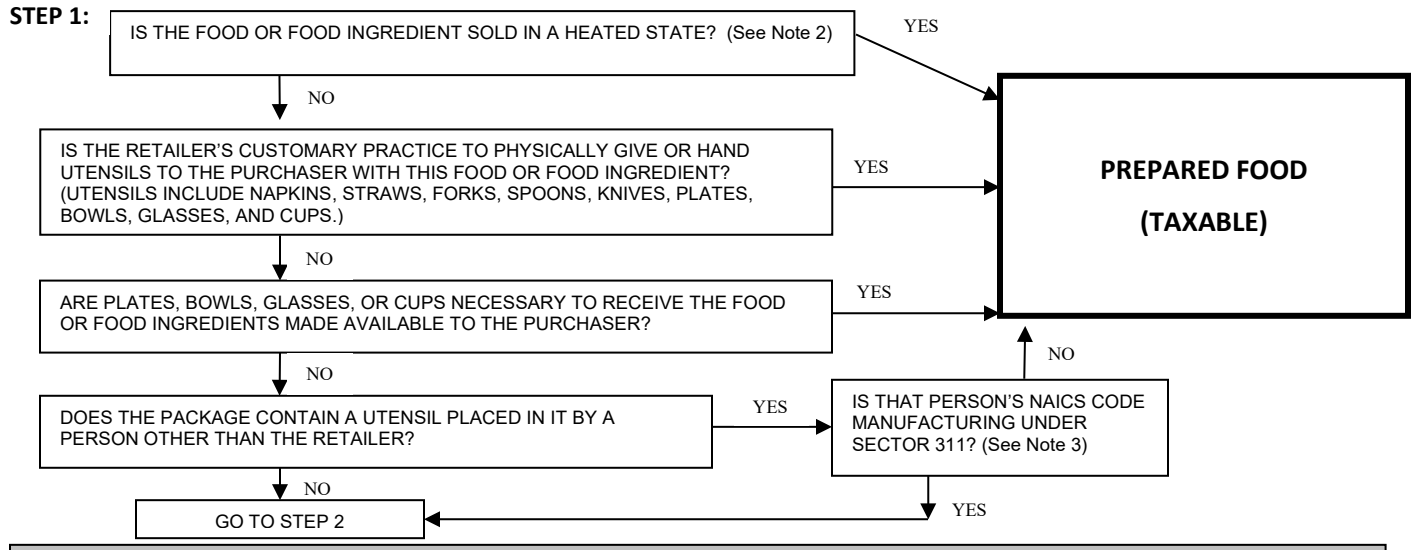 STEP 1:
IS THE FOOD OR FOOD INGREDIENT SOLD IN A HEATED STATE? (See Note 2)
YES
NO
IS THE RETAILER'S CUSTOMARY PRACTICE TO PHYSICALLY GIVE OR HAND
UTENSILS TO THE PURCHASER WITH THIS FOOD OR FOOD INGREDIENT?
(UTENSILS INCLUDE NAPKINS, STRAWS, FORKS, SPOONS, KNIVES, PLATES,
BOWLS, GLASSES, AND CUPS.)
YES
PREPARED FOOD
(TAXABLE)
NO
ARE PLATES, BOWLS, GLASSES, OR CUPS NECESSARY TO RECEIVE THE FOOD
OR FOOD INGREDIENTS MADE AVAILABLE TO THE PURCHASER?
YES
NO
NO
DOES THE PACKAGE CONTAIN A UTENSIL PLACED IN IT BY A
PERSON OTHER THAN THE RETAILER?
YES
IS THAT PERSON'S NAICS CODE
MANUFACTURING UNDER
SECTOR 311? (See Note 3)
NO
YES
GO TO STEP 2